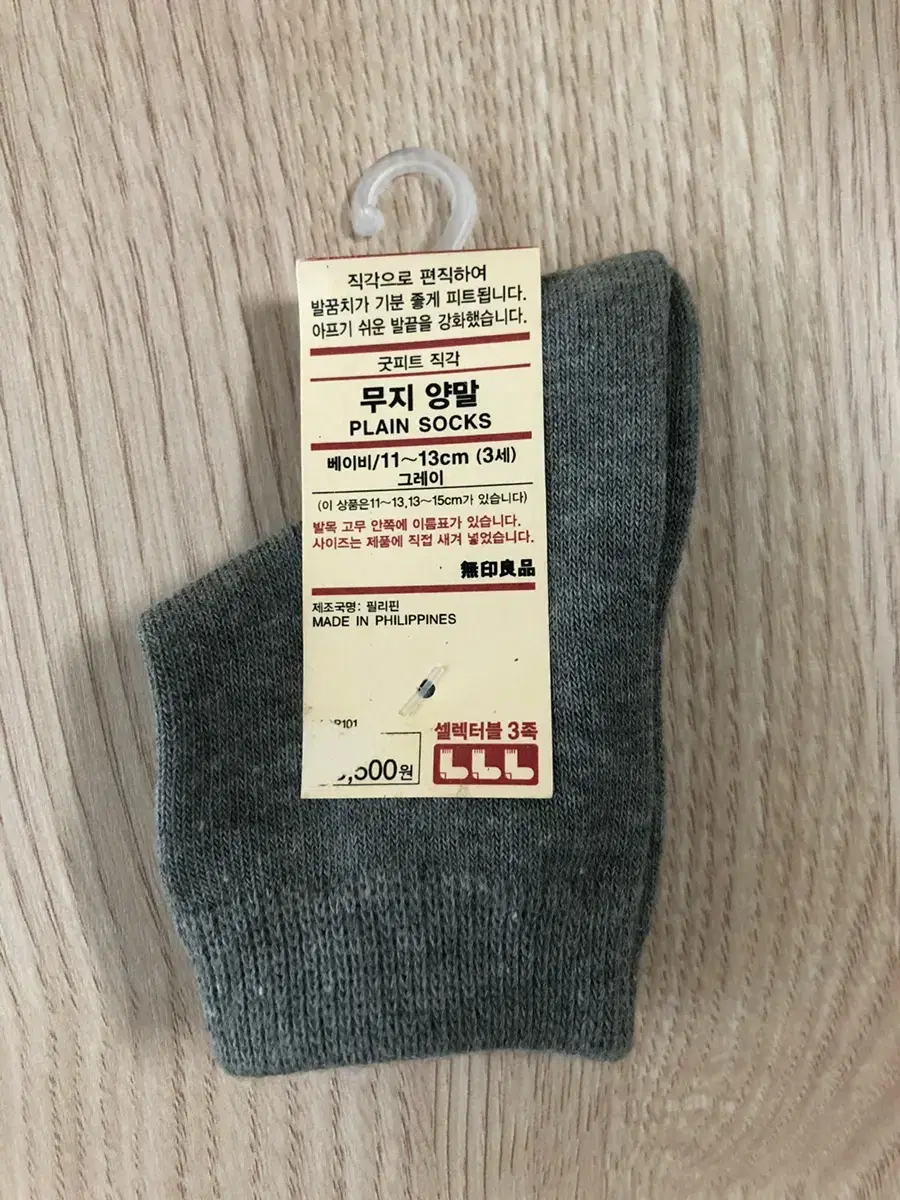 직각으로 편직하여
발꿈치가 기분 좋게 피트됩니다.
아프기 쉬운 발끝을 강화했습니다.
굿피트 직각
무지 양말
PLAIN SOCKS
베이비/11～13cm (3세)
그레이
(이 상품은11～13,13～15cm가 있습니다)
발목 고무 안쪽에 이름표가 있습니다.
사이즈는 제품에 직접 새겨 넣었습니다.
無印良品
제조국명: 필리핀
MADE IN PHILIPPINES
셀렉터블 3족
,500원